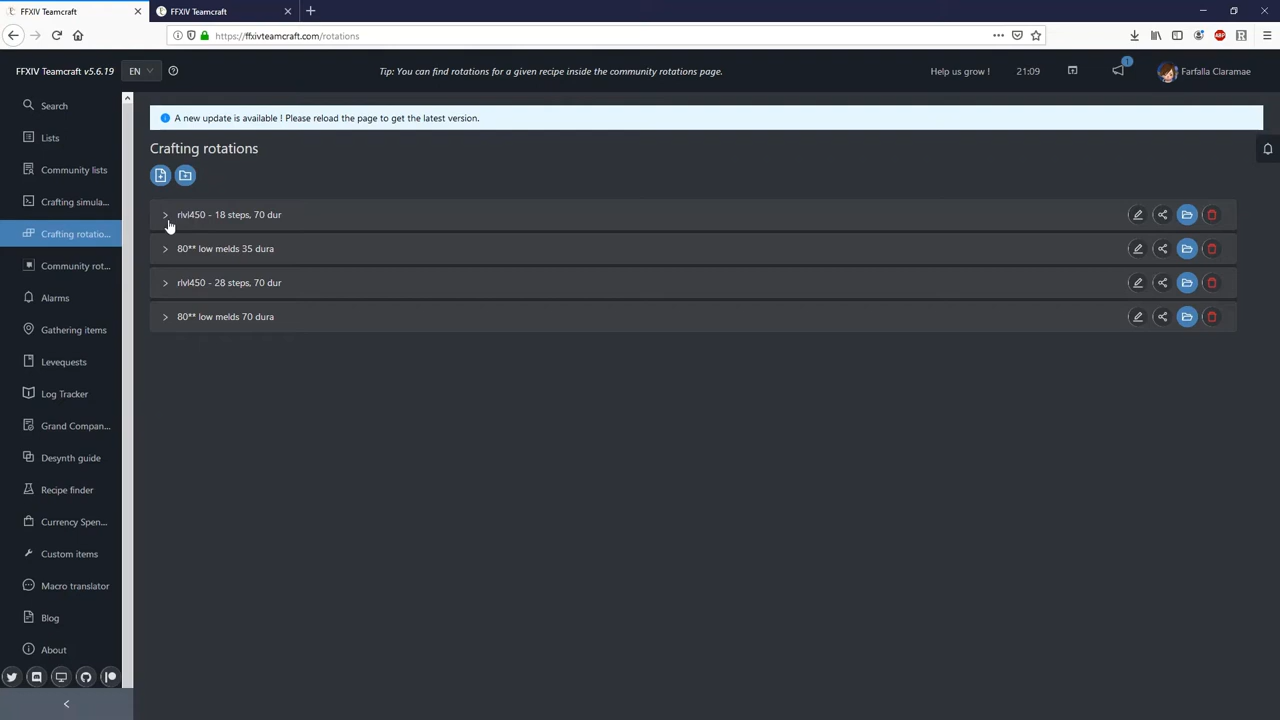 FFXIV Teamcraft
FFXIV Teamcraft
https://ffxivteamcraft.com/rotations
FFXIV Teamcraft v5.6.19
EN
Tip: You can find rotations for a given recipe inside the community rotations page.
Help us grow !
21:09
1
Farfalla Claramae
Search
Lists
Community lists
Crafting simula...
Crafting rotatio...
Community rot...
Alarms
Gathering items
Levequests
Log Tracker
Grand Compan...
Desynth guide
Recipe finder
Currency Spen...
Custom items
Macro translator
Blog
About
A new update is available ! Please reload the page to get the latest version.
Crafting rotations
rlvl450 - 18 steps, 70 dur
80** low melds 35 dura
rlvl450 - 28 steps, 70 dur
80** low melds 70 dura